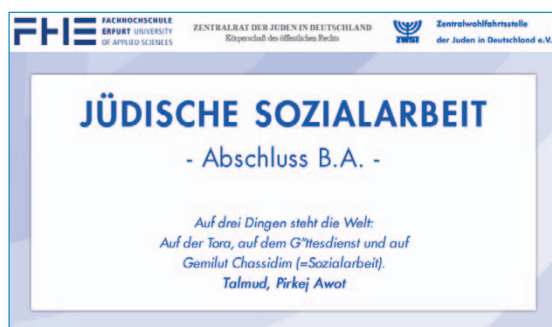 FHE FACHHOCHSCHULE
ERFURT UNIVERSITY
OF APPLIED SCIENCES
ZENTRALRAT DER JUDEN IN DEUTSCHLAND
Körperschaft des öffentlichen Rechts
ZWST
Zentralwohlfahrtsstelle
der Juden in Deutschland e.V.
JÜDISCHE SOZIALARBEIT
- Abschluss B.A. -
Auf drei Dingen steht die Welt:
Auf der Tora, auf dem G"ttesdienst und auf
Gemilut Chassidim (=Sozialarbeit).
Talmud, Pirkej Awot